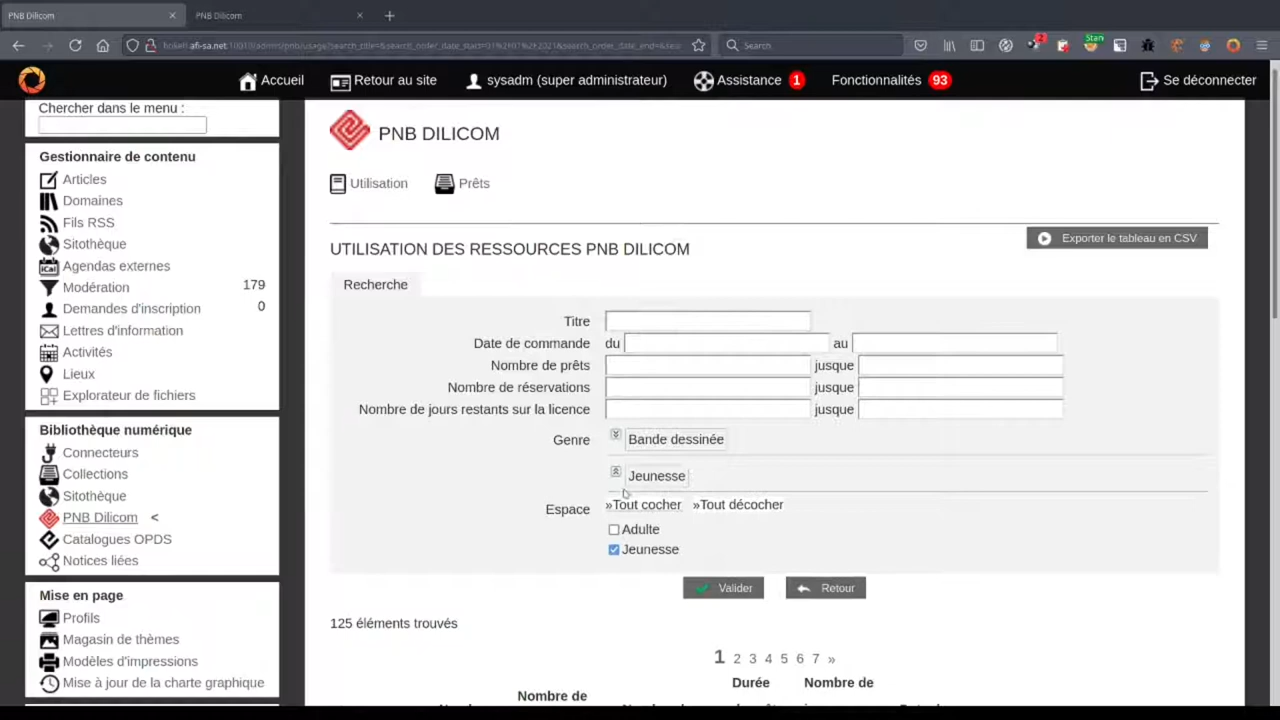 PNB Dilicom
PNB Dilicom
Search
2
Stan
Accueil
Retour au site
sysadm (super administrateur)
Assistance 1
Fonctionalités 93
Se déconnecter
Chercher dans le menu :
Gestionnaire de contenu
Articles
Domaines
Fils RSS
Sitothèque
Agendas externes
Modération 179
Demandes d'inscription 0
Lettres d'information
Activités
Lieux
Explorateur de fichiers
Bibliothèque numérique
Connecteurs
Collections
Sitothèque
PNB Dilicom <
Catalogues OPDS
Notices liées
Mise en page
Profils
Magasin de thèmes
Modèles d'impressions
Mise à jour de la charte graphique
PNB DILICOM
Utilisation Prêts
Exporter le tableau en CSV
UTILISATION DES RESSOURCES PNB DILICOM
Recherche
Titre
Date de commande du au
Nombre de prêts jusque
Nombre de réservations jusque
Nombre de jours restants sur la licence jusque
Genre Bande dessinée
Jeunesse
Espace »Tout cocher »Tout décocher
Adulte
Jeunesse
Valider Retour
125 éléments trouvés
1 2 3 4 5 6 7 »
Durée Nombre de
Nombre de